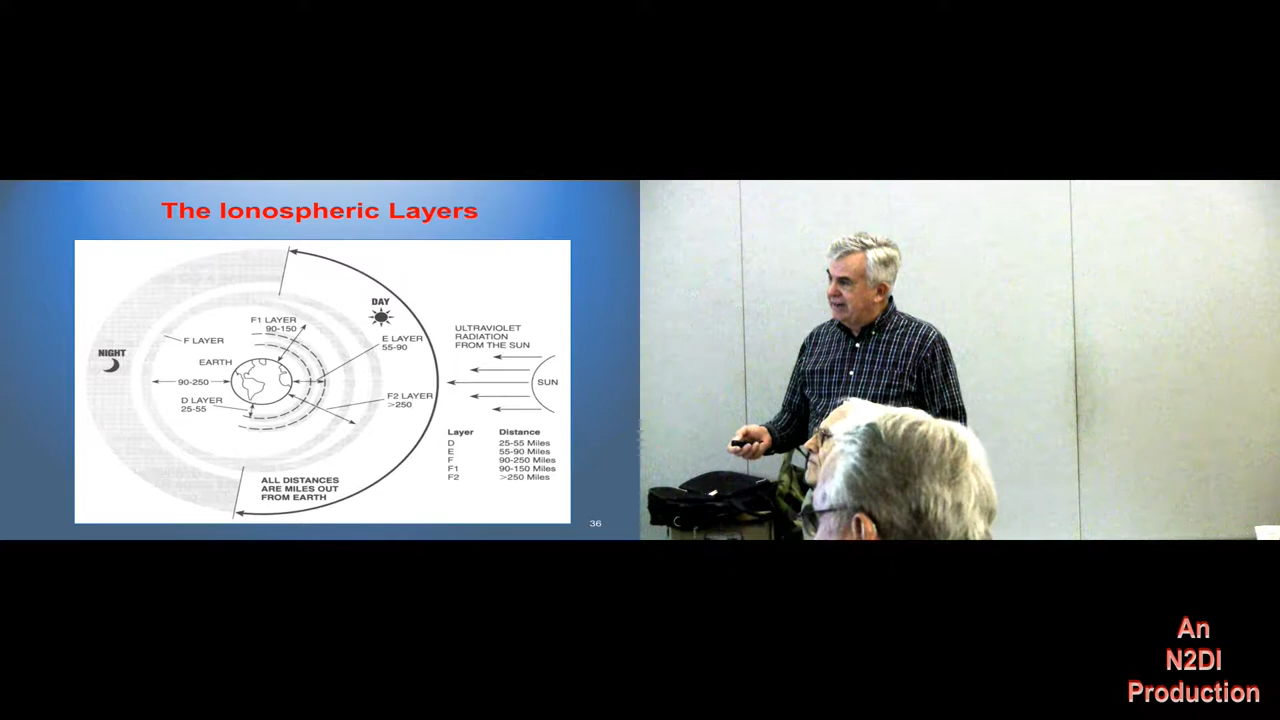 The Ionospheric Layers
DAY
F1 LAYER
90-150
ULTRAVIOLET
RADIATION
FROM THE SUN
F LAYER
E LAYER
55-90
NIGHT
EARTH
90-250
SUN
D LAYER
25-55
F2 LAYER
>250
Layer Distance
D 25-55 Miles
E 55-90 Miles
F 90-250 Miles
F1 90-150 Miles
F2 >250 Miles
ALL DISTANCES
ARE MILES OUT
FROM EARTH
36
An
N2DI
Production